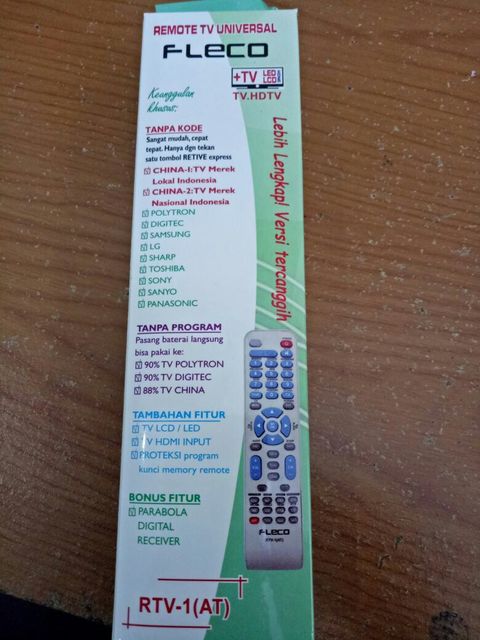 REMOTE TV UNIVERSAL
FLECO
+TV LED LCD
TV.HDTV
Keanggulan
khusus:
Lebih Lengkap! Versi tercanggih
TANPA KODE
Sangat mudah, cepat
tepat. Hanya dgn tekan
satu tombol RETIVE express
CHINA-1:TV Merek
Lokal Indonesia
CHINA-2:TV Merek
Nasional Indonesia
POLYTRON
DIGITEC
SAMSUNG
LG
SHARP
TOSHIBA
SONY
SANYO
PANASONIC
TANPA PROGRAM
Pasang baterai langsung
bisa pakai ke:
90% TV POLYTRON
90% TV DIGITEC
88% TV CHINA
TAMBAHAN FITUR
TV LCD / LED
TV HDMI INPUT
PROTEKSI program
kunci memory remote
BONUS FITUR
PARABOLA
DIGITAL
RECEIVER
FLECO
RTV-1(AT)